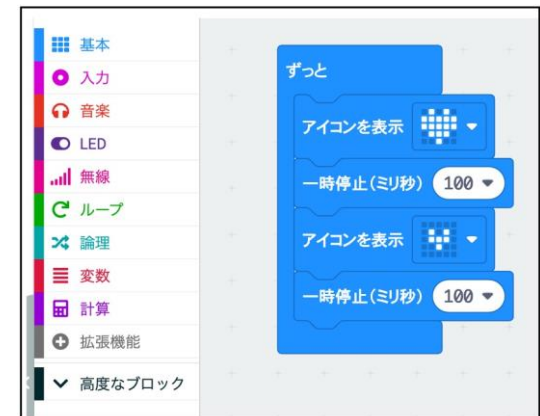 基本
入力
音楽
LED
無線
ループ
論理
変数
計算
拡張機能
高度なブロック
ずっと
アイコンを表示
一時停止(ミリ秒) 100
アイコンを表示
一時停止(ミリ秒) 100